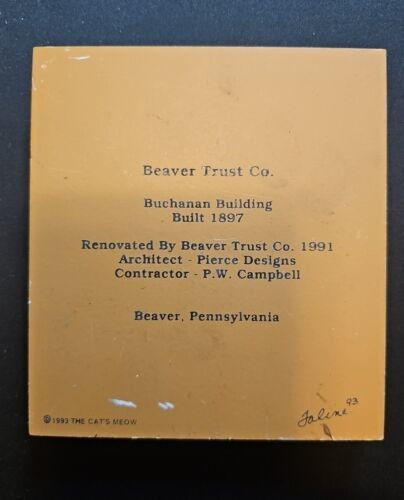 Beaver Trust Co.
Buchanan Building
Built 1897
Renovated By Beaver Trust Co. 1991
Architect - Pierce Designs
Contractor - P.W. Campbell
Beaver, Pennsylvania
© 1993 THE CAT'S MEOW
Faline 93